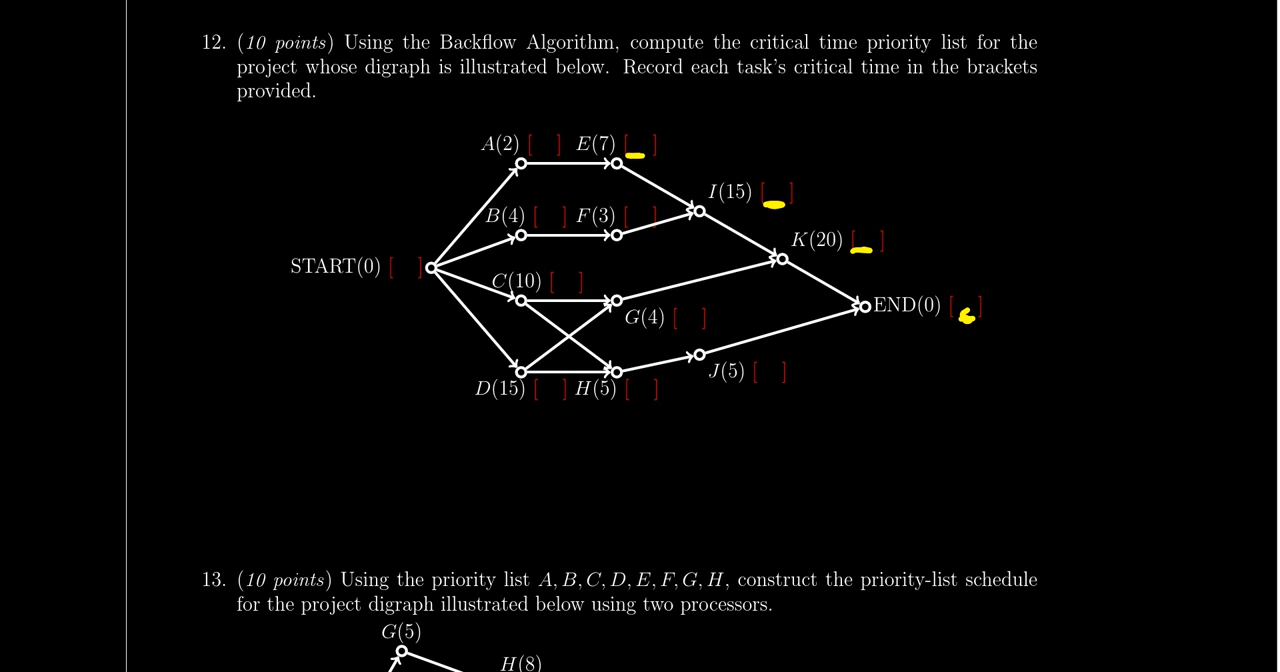 12. (10 points) Using the Backflow Algorithm, compute the critical time priority list for the
project whose digraph is illustrated below. Record each task's critical time in the brackets
provided.
A(2) [ ] E(7) [ ]
I(15) [ ]
B(4) [ ] F(3) [ ]
K(20) [ ]
START(0) [ ]
C(10) [ ]
END(0) [ ]
G(4) [ ]
J(5) [ ]
D(15) [ ] H(5) [ ]
13. (10 points) Using the priority list A, B, C, D, E, F, G, H, construct the priority-list schedule
for the project digraph illustrated below using two processors.
G(5)
H(8)